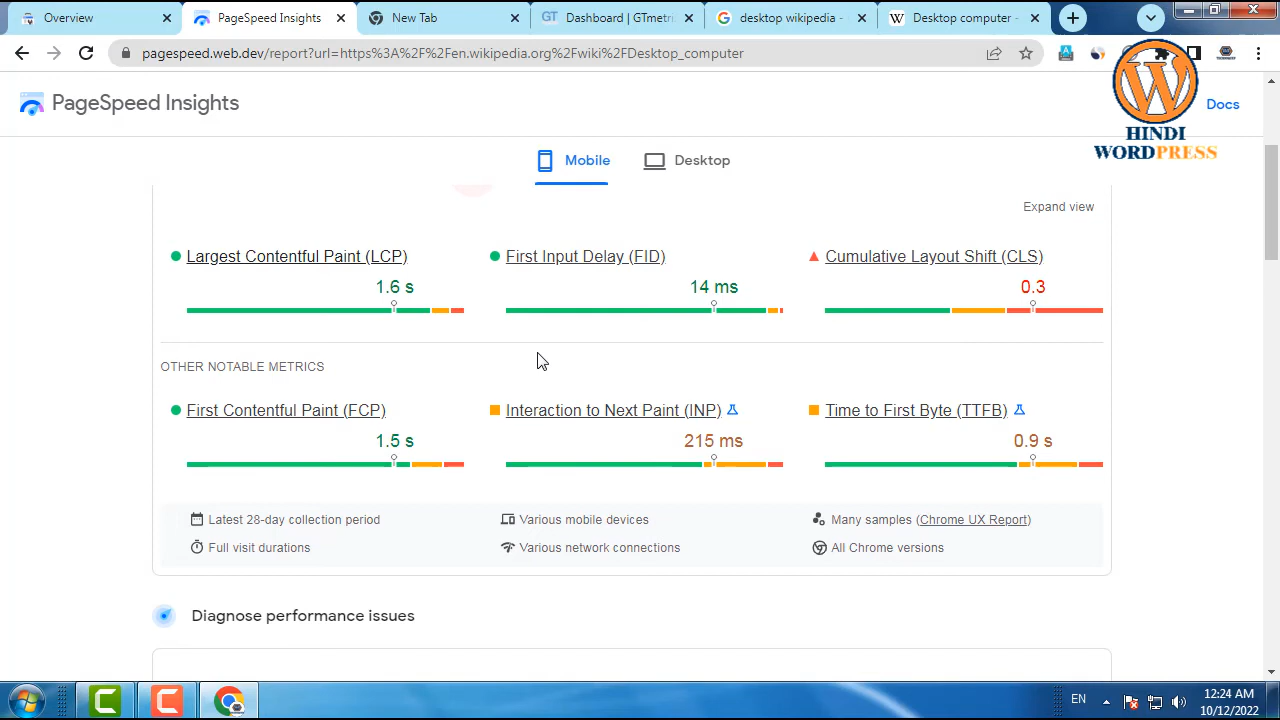 Overview
PageSpeed Insights
New Tab
GT Dashboard | GTmetri
desktop wikipedia -
W Desktop computer -
pagespeed.web.dev/report?url=https%3A%2F%2F
wikipedia.org%2Fwiki%2FDesktop_computer
PageSpeed Insights
Docs
W
HINDI
WORDPRESS
Mobile
Desktop
Expand view
Largest Contentful Paint (LCP)
1.6 s
First Input Delay (FID)
14 ms
Cumulative Layout Shift (CLS)
0.3
OTHER NOTABLE METRICS
First Contentful Paint (FCP)
1.5 s
Interaction to Next Paint (INP)
215 ms
Time to First Byte (TTFB)
0.9 s
Latest 28-day collection period
Various mobile devices
Many samples (Chrome UX Report)
Full visit durations
Various network connections
All Chrome versions
Diagnose performance issues
EN
12:24 AM
10/12/2022